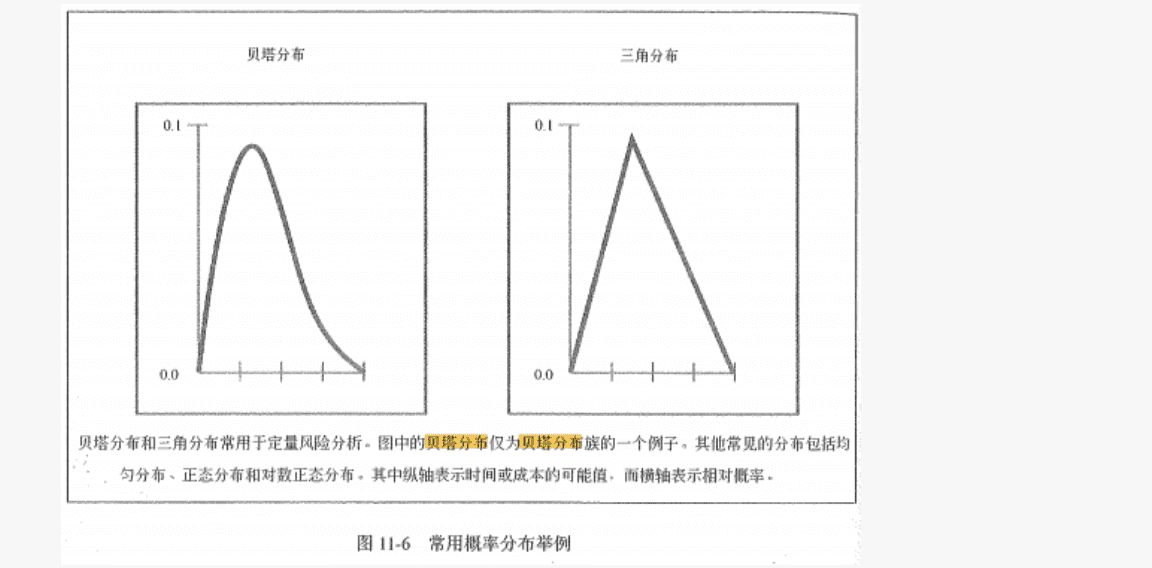 贝塔分布
三角分布
0.1
0.1
0.0
0.0
贝塔分布和三角分布常用于定量风险分析。图中的贝塔分布仅为贝塔分布族的一个例子。其他常见的分布包括均
匀分布、正态分布和对数正态分布。其中纵轴表示时间或成本的可能值，而横轴表示相对概率。
图 11-6 常用概率分布举例